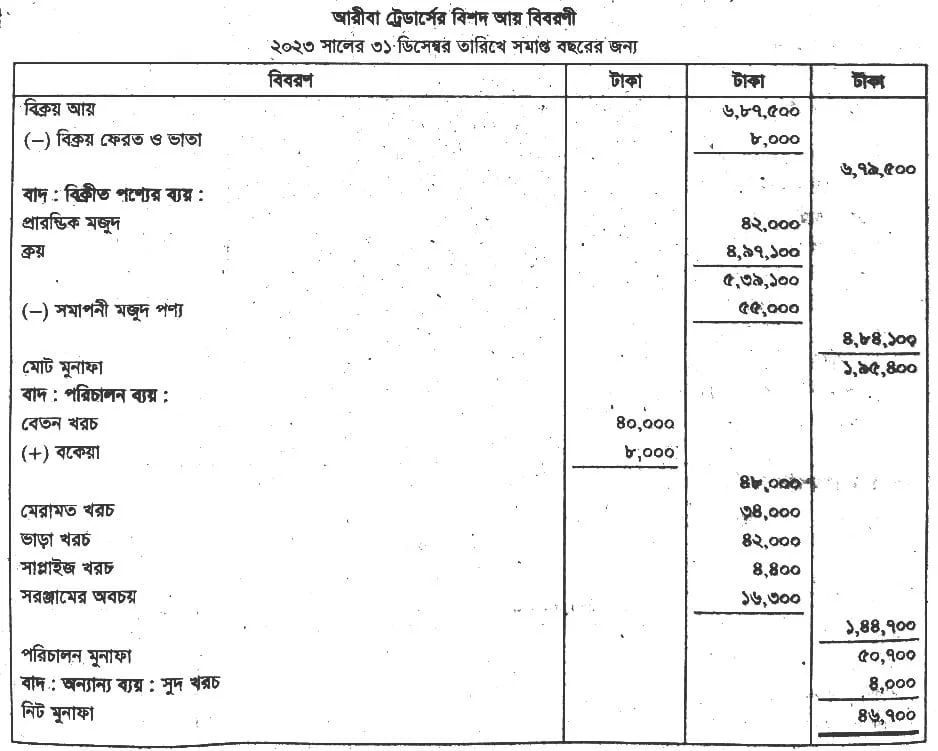 আরীবা ট্রেডার্সের বিশদ আয় বিবরণী
২০২৩ সালের ৩১ ডিসেম্বর তারিখে সমাপ্ত বছরের জন্য
বিবরণ টাকা টাকা টাকা
বিক্রয় আয় ৬,৮৭,৫০০
(–) বিক্রয় ফেরত ও ভাতা ৮,০০০
৬,৭৯,৫০০
বাদ : বিক্রীত পণ্যের ব্যয় :
প্রারম্ভিক মজুদ ৪২,০০০
ক্রয় ৪,৯৭,১০০
৫,৩৯,১০০
(–) সমাপনী মজুদ পণ্য ৫৫,০০০
৪,৮৪,১০০
মোট মুনাফা ১,৯৫,৪০০
বাদ : পরিচালন ব্যয় :
বেতন খরচ ৪০,০০০
(+) বকেয়া ৮,০০০
৪৮,০০০
মেরামত খরচ ৩৪,০০০
ভাড়া খরচ ৪২,০০০
সাপ্লাইজ খরচ ৪,৪০০
সরঞ্জামের অবচয় ১৬,৩০০
১,৪৪,৭০০
পরিচালন মুনাফা ৫০,৭০০
বাদ : অন্যান্য ব্যয় : সুদ খরচ ৪,০০০
নিট মুনাফা ৪৬,৭০০